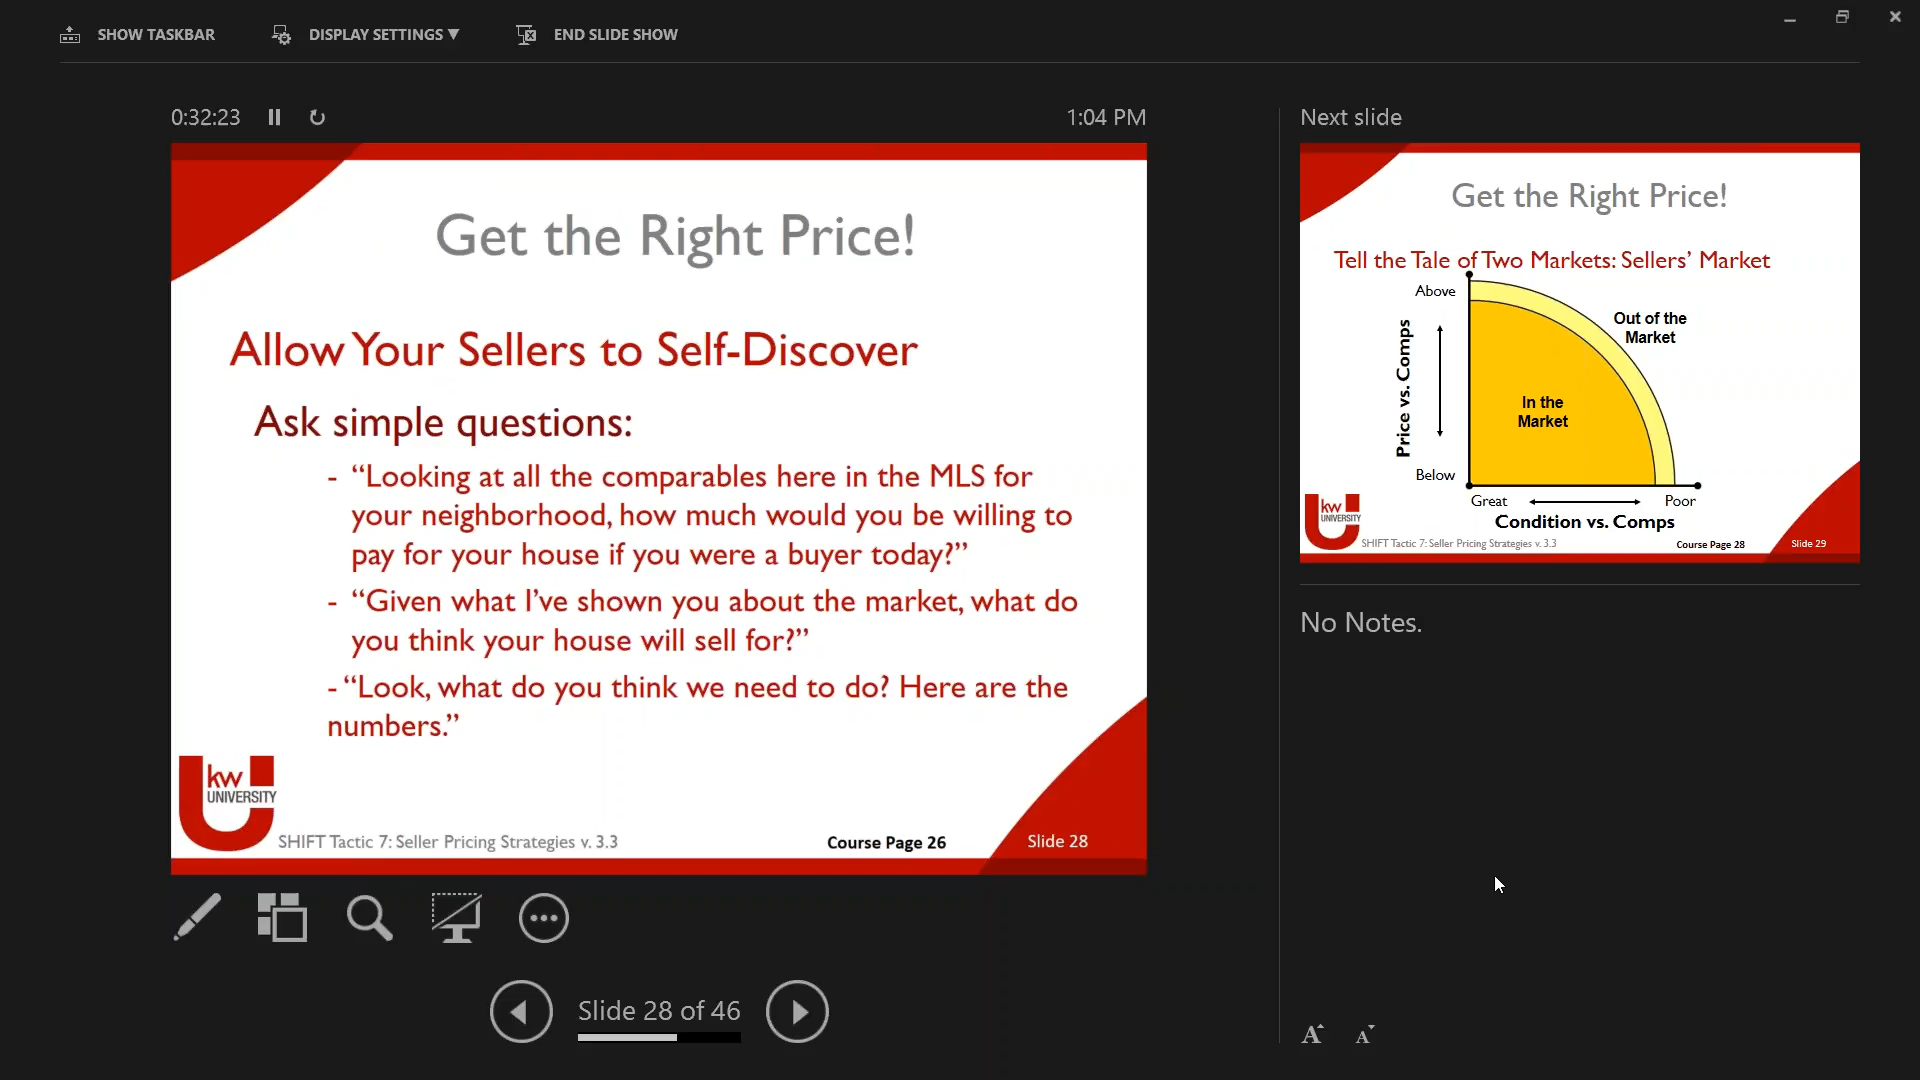 SHOW TASKBAR
DISPLAY SETTINGS ▼
END SLIDE SHOW
0:32:23
1:04 PM
Get the Right Price!
Allow Your Sellers to Self-Discover
Ask simple questions:
- “Looking at all the comparables here in the MLS for
your neighborhood, how much would you be willing to
pay for your house if you were a buyer today?”
- “Given what I’ve shown you about the market, what do
you think your house will sell for?”
- “Look, what do you think we need to do? Here are the
numbers.”
kw
UNIVERSITY
SHIFT Tactic 7: Seller Pricing Strategies v. 3.3
Course Page 26
Slide 28
Slide 28 of 46
Next slide
Get the Right Price!
Tell the Tale of Two Markets: Sellers’ Market
Above
Out of the
Market
Price vs. Comps
In the
Market
Below
Great
Poor
Condition vs. Comps
kw
UNIVERSITY
SHIFT Tactic 7: Seller Pricing Strategies v. 3.3
Course Page 28
Slide 29
No Notes.
A
A